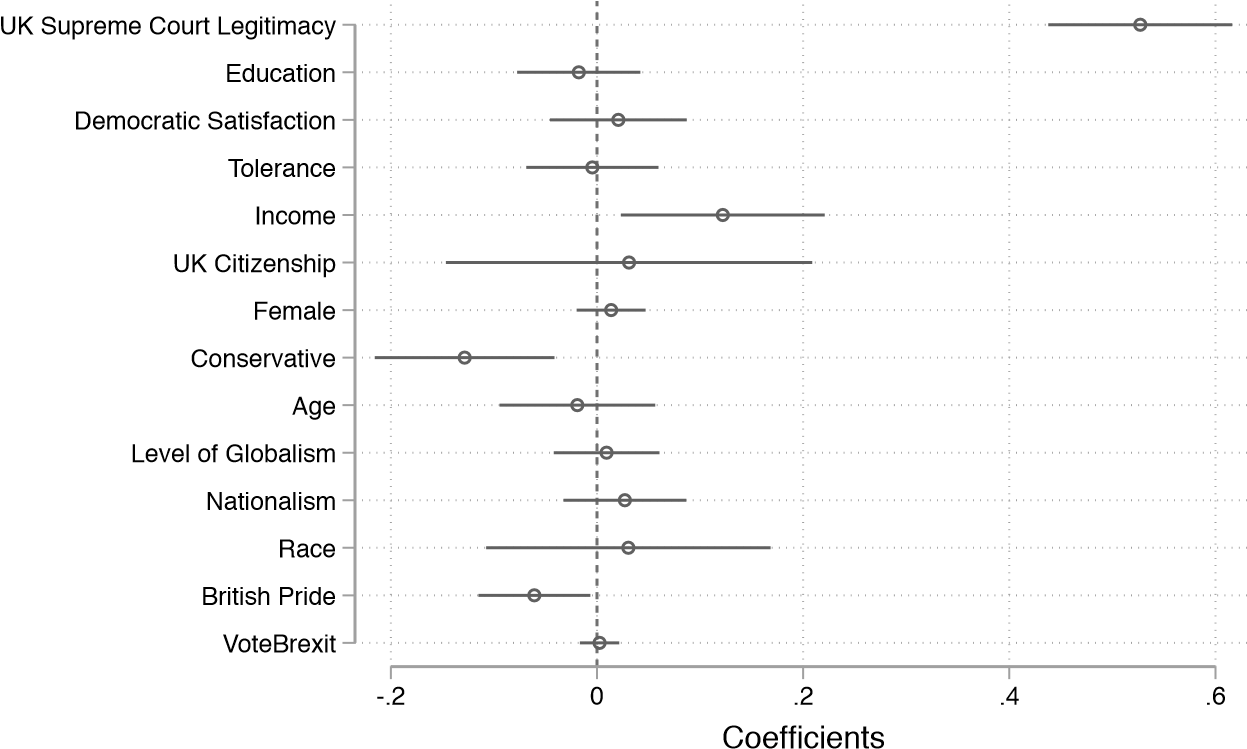 UK Supreme Court Legitimacy
Education
Democratic Satisfaction
Tolerance
Income
UK Citizenship
Female
Conservative
Age
Level of Globalism
Nationalism
Race
British Pride
VoteBrexit
-.2 0 .2 .4 .6
Coefficients